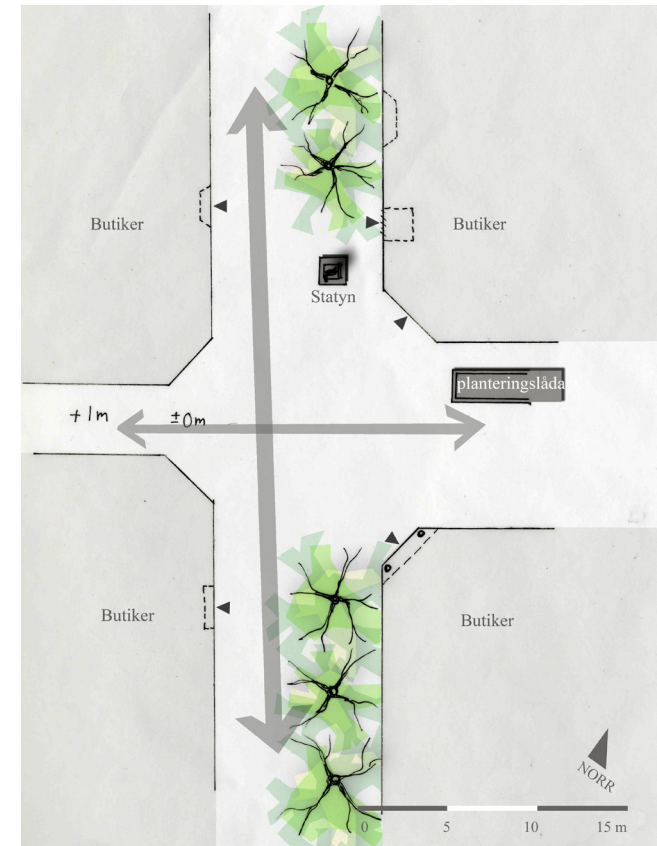 Butiker
Butiker
Statyn
planteringslåda
+1m
±0m
Butiker
Butiker
NORR
0 5 10 15 m